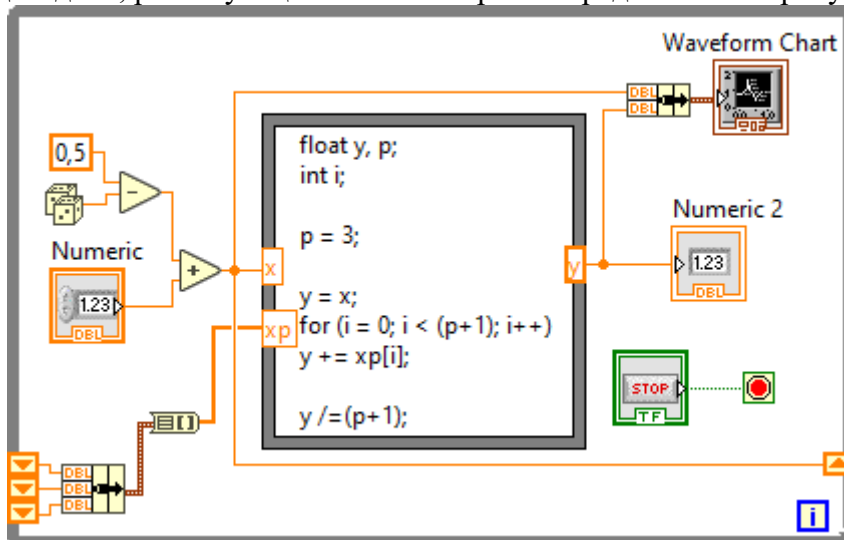 Waveform Chart
DBL
DBL
float y, p;
int i;
0,5
p = 3;
Numeric
Numeric 2
x
y
1.23
DBL
1.23
DBL
y = x;
xp
for (i = 0; i < (p+1); i++)
y += xp[i];
STOP
TF
y /=(p+1);
DBL
DBL
DBL
i